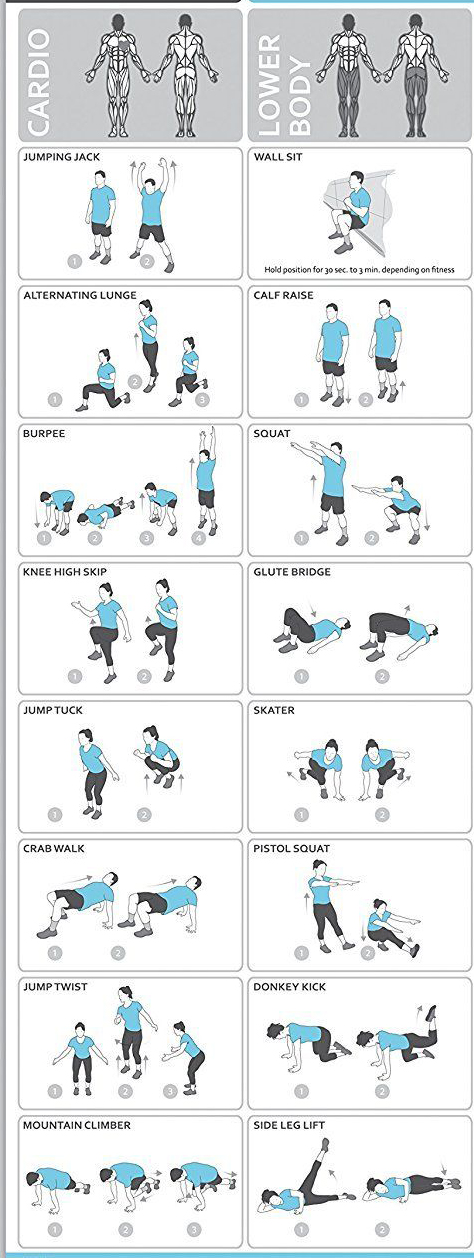 CARDIO
LOWER
BODY
JUMPING JACK
1
2
WALL SIT
Hold position for 30 sec. to 3 min. depending on fitness
ALTERNATING LUNGE
1
2
3
CALF RAISE
1
2
BURPEE
1
2
3
4
SQUAT
1
2
KNEE HIGH SKIP
1
2
GLUTE BRIDGE
1
2
JUMP TUCK
1
2
SKATER
1
2
CRAB WALK
1
2
PISTOL SQUAT
1
2
JUMP TWIST
1
2
3
DONKEY KICK
1
2
MOUNTAIN CLIMBER
1
2
3
SIDE LEG LIFT
1
2